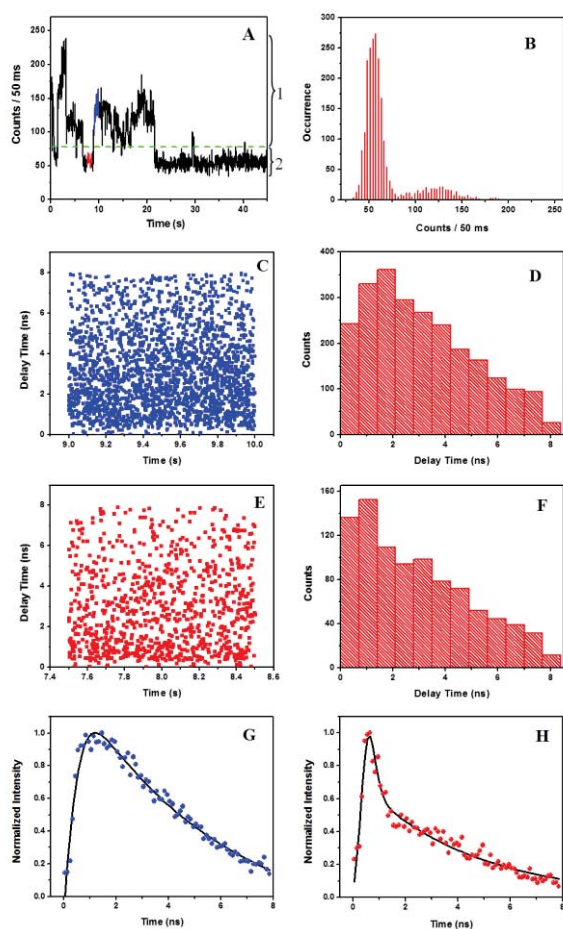 A
Counts / 50 ms
250
200
150
100
50
0
1
2
0 10 20 30 40
Time (s)
B
Occurrence
300
200
100
0
50 100 150 200 250
Counts / 50 ms
C
Delay Time (ns)
8
6
4
2
0
9.0 9.2 9.4 9.6 9.8 10.0
Time (s)
D
Counts
400
300
200
100
0
0 2 4 6 8
Delay Time (ns)
E
Delay Time (ns)
8
6
4
2
0
7.4 7.6 7.8 8.0 8.2 8.4 8.6
Time (s)
F
Counts
160
120
80
40
0
0 2 4 6 8
Delay Time (ns)
G
Normalized Intensity
1.0
0.8
0.6
0.4
0.2
0.0
0 2 4 6 8
Time (ns)
H
Normalized Intensity
1.0
0.8
0.6
0.4
0.2
0.0
0 2 4 6 8
Time (ns)